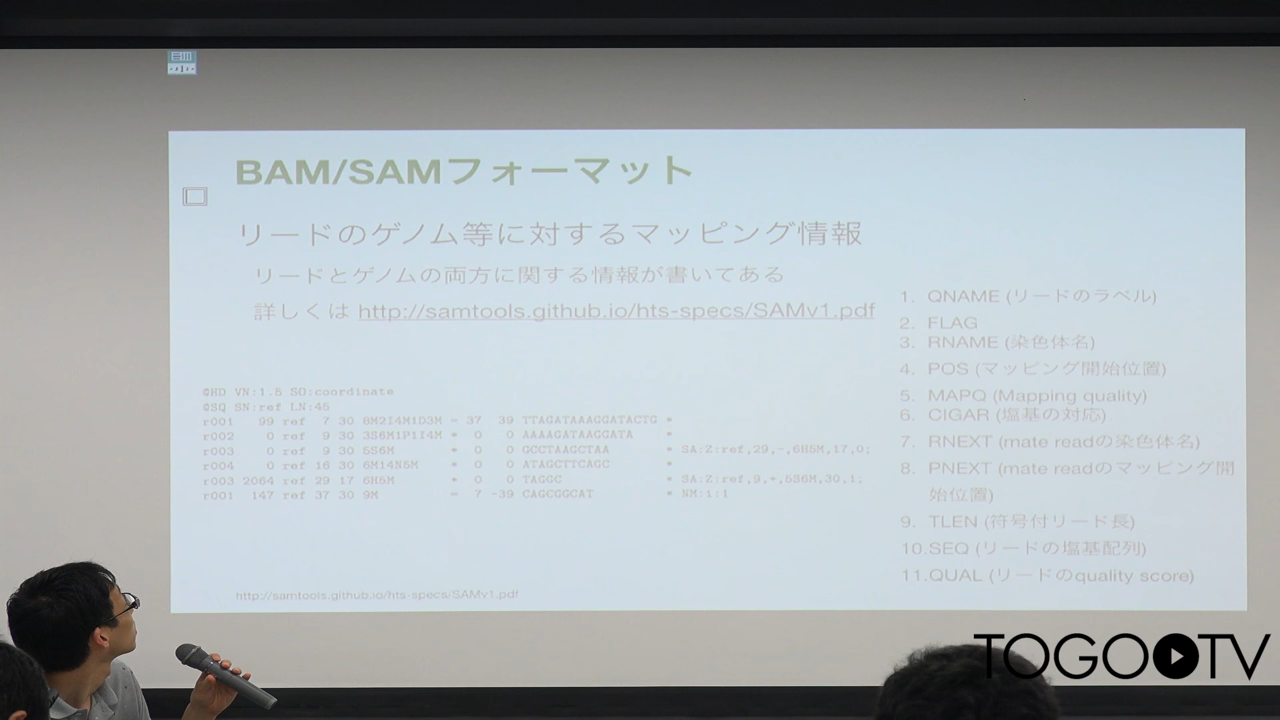 BAM/SAMフォーマット
リードのゲノム等に対するマッピング情報
リードとゲノムの両方に関する情報が書いてある
詳しくは http://samtools.github.io/hts-specs/SAMv1.pdf
@HD VN:1.5 SO:coordinate
@SQ SN:ref LN:45
r001 99 ref 7 30 8M2I4M1D3M = 37 39 TTAGATAAAGGATACTG *
r002 0 ref 9 30 3S6M1P1I4M * 0 0 AAAAGATAAGGATA *
r003 0 ref 9 30 5S6M * 0 0 GCCTAAGCTAA * SA:Z:ref,29,-,6H5M,17,0;
r004 0 ref 16 30 6M14N5M * 0 0 ATAGCTTCAGC *
r003 2064 ref 29 17 6H5M * 0 0 TAGGC * SA:Z:ref,9,+,5S6M,30,1;
r001 147 ref 37 30 9M = 7 -39 CAGCGGCAT * NM:i:1
1. QNAME (リードのラベル)
2. FLAG
3. RNAME (染色体名)
4. POS (マッピング開始位置)
5. MAPQ (Mapping quality)
6. CIGAR (塩基の対応)
7. RNEXT (mate readの染色体名)
8. PNEXT (mate readのマッピング開
始位置)
9. TLEN (符号付リード長)
10.SEQ (リードの塩基配列)
11.QUAL (リードのquality score)
http://samtools.github.io/hts-specs/SAMv1.pdf
TOGOTV